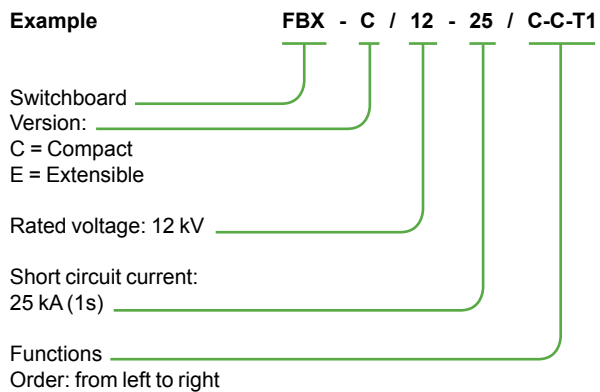 Example FBX - C / 12 - 25 / C-C-T1
Switchboard
Version:
C = Compact
E = Extensible
Rated voltage: 12 kV
Short circuit current:
25 kA (1s)
Functions
Order: from left to right